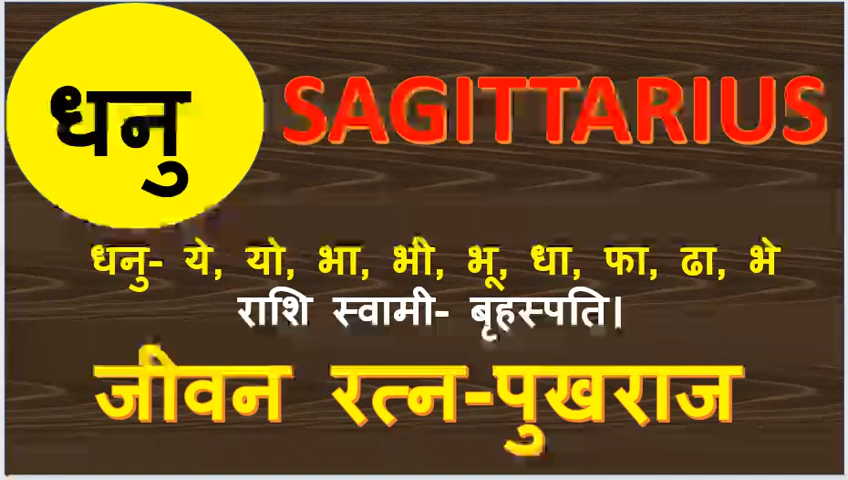 धनु
SAGITTARIUS
धनु- ये, यो, भा, भी, भू, धा, फा, ढा, भे
राशि स्वामी- बृहस्पति।
जीवन रत्न-पुखराज